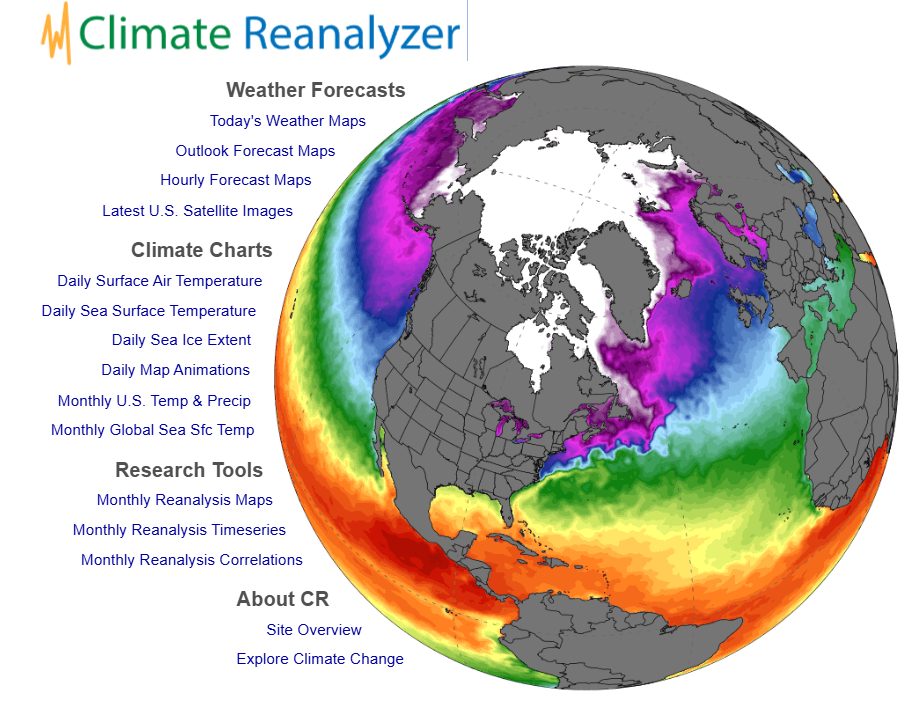 Climate Reanalyzer
Weather Forecasts
Today's Weather Maps
Outlook Forecast Maps
Hourly Forecast Maps
Latest U.S. Satellite Images
Climate Charts
Daily Surface Air Temperature
Daily Sea Surface Temperature
Daily Sea Ice Extent
Daily Map Animations
Monthly U.S. Temp & Precip
Monthly Global Sea Sfc Temp
Research Tools
Monthly Reanalysis Maps
Monthly Reanalysis Timeseries
Monthly Reanalysis Correlations
About CR
Site Overview
Explore Climate Change